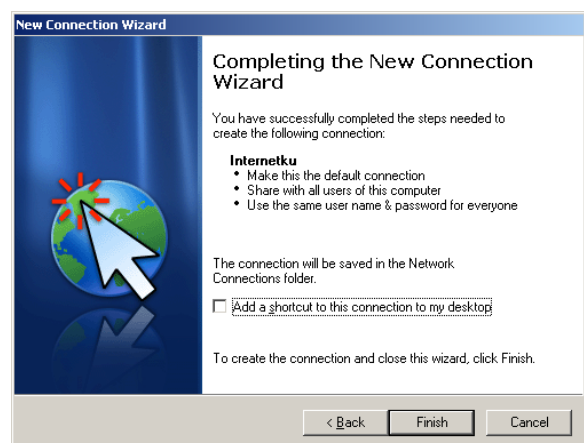 New Connection Wizard
Completing the New Connection
Wizard
You have successfully completed the steps needed to
create the following connection:
Internetku
• Make this the default connection
• Share with all users of this computer
• Use the same user name & password for everyone
The connection will be saved in the Network
Connections folder.
Add a shortcut to this connection to my desktop
To create the connection and close this wizard, click Finish.
< Back Finish Cancel